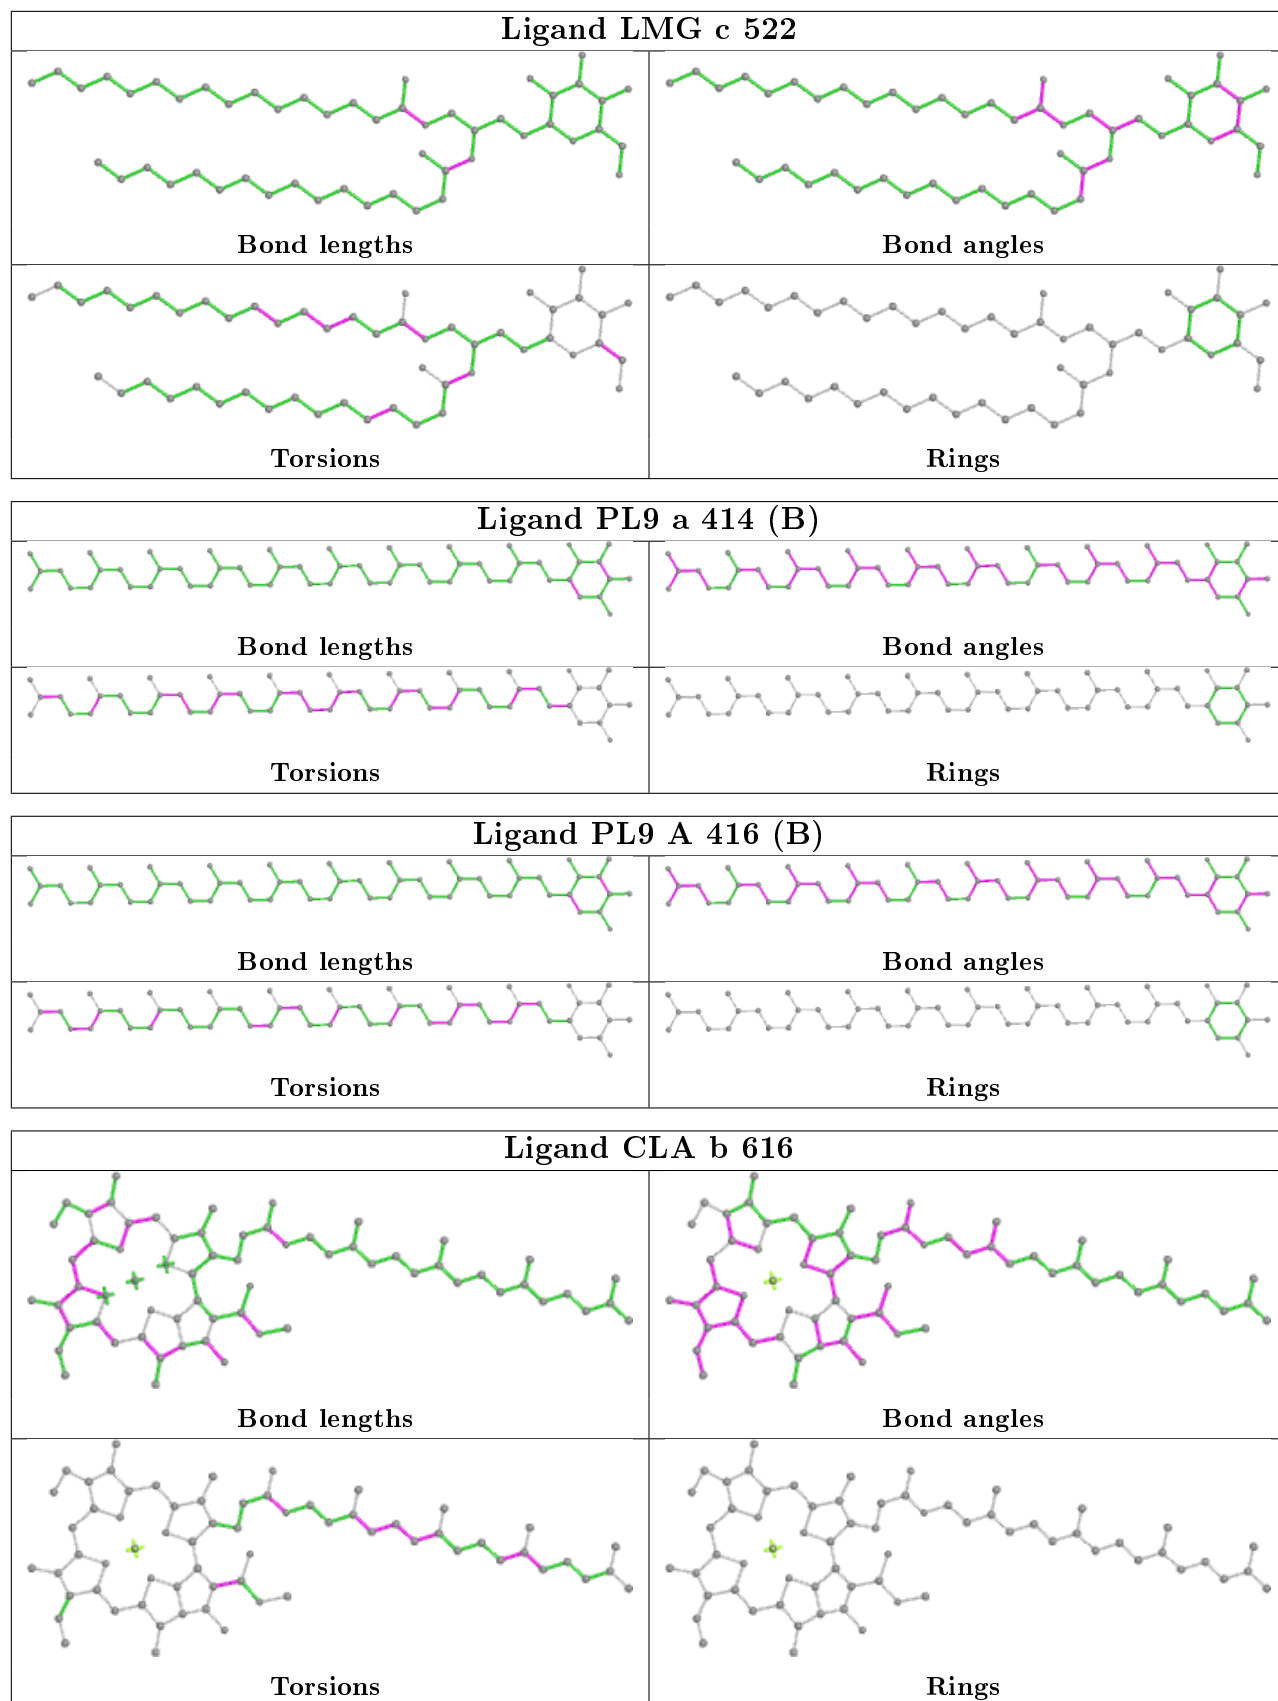 Ligand LMG c 522
Bond lengths
Bond angles
Torsions
Rings
Ligand PL9 a 414 (B)
Bond lengths
Bond angles
Torsions
Rings
Ligand PL9 A 416 (B)
Bond lengths
Bond angles
Torsions
Rings
Ligand CLA b 616
Bond lengths
Bond angles
Torsions
Rings